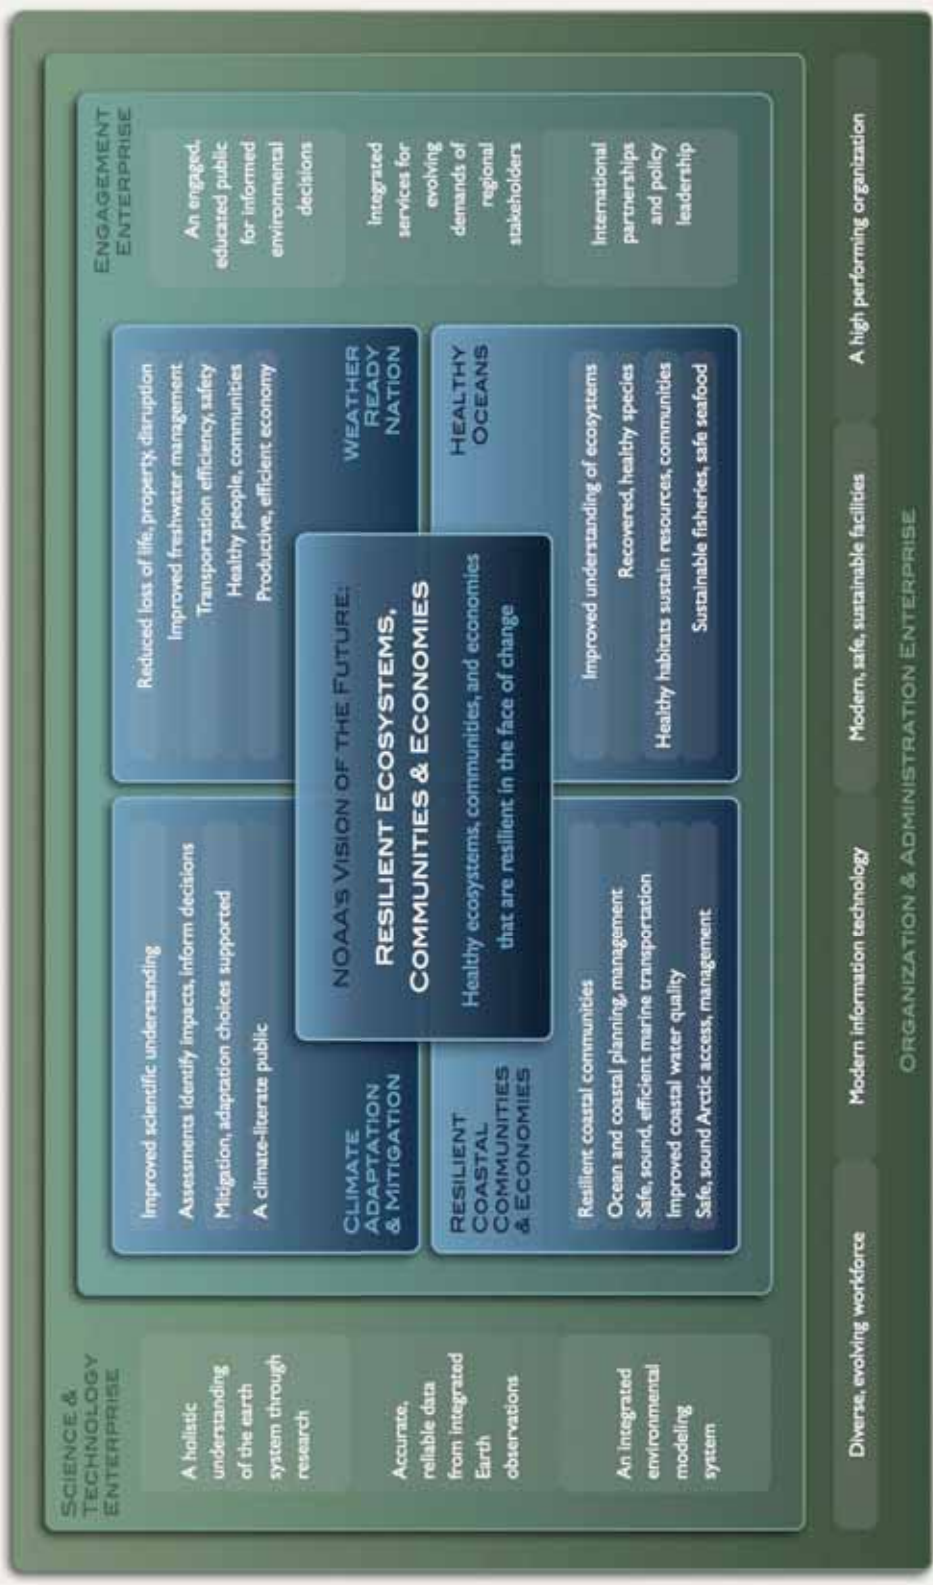 SCIENCE &
TECHNOLOGY
ENTERPRISE
A holistic
understanding
of the earth
system through
research
Accurate,
reliable data
from integrated
Earth
observations
An integrated
environmental
modeling
system
Improved scientific understanding
Assessments identify impacts, inform decisions
Mitigation, adaptation choices supported
A climate-literate public
CLIMATE
ADAPTATION
& MITIGATION
Reduced loss of life, property, disruption
Improved freshwater management
Transportation efficiency, safety
Healthy people, communities
Productive, efficient economy
WEATHER
READY
NATION
NOAA'S VISION OF THE FUTURE:
RESILIENT ECOSYSTEMS,
COMMUNITIES & ECONOMIES
Healthy ecosystems, communities, and economies
that are resilient in the face of change
RESILIENT
COASTAL
COMMUNITIES
& ECONOMIES
Resilient coastal communities
Ocean and coastal planning, management
Safe, sound, efficient marine transportation
Improved coastal water quality
Safe, sound Arctic access, management
HEALTHY
OCEANS
Improved understanding of ecosystems
Recovered, healthy species
Healthy habitats sustain resources, communities
Sustainable fisheries, safe seafood
ENGAGEMENT
ENTERPRISE
An engaged,
educated public
for informed
environmental
decisions
Integrated
services for
evolving
demands of
regional
stakeholders
International
partnerships
and policy
leadership
Diverse, evolving workforce
Modern information technology
Modern, safe, sustainable facilities
A high performing organization
ORGANIZATION & ADMINISTRATION ENTERPRISE